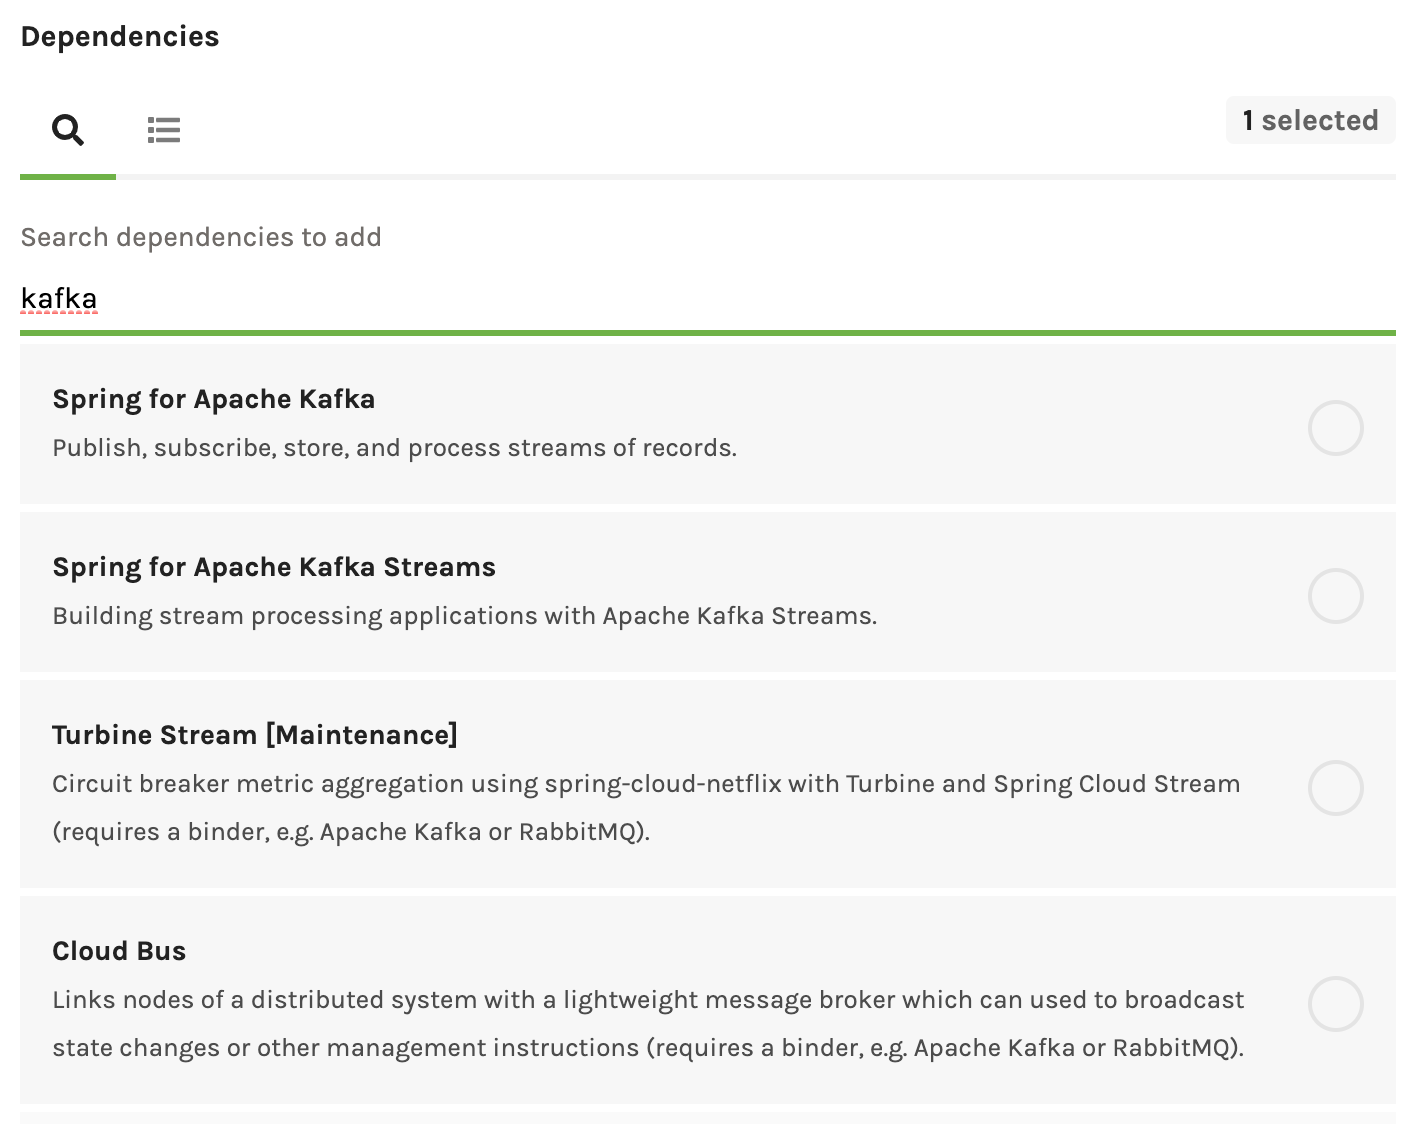 Dependencies
1 selected
Search dependencies to add
kafka
Spring for Apache Kafka
Publish, subscribe, store, and process streams of records.
Spring for Apache Kafka Streams
Building stream processing applications with Apache Kafka Streams.
Turbine Stream [Maintenance]
Circuit breaker metric aggregation using spring-cloud-netflix with Turbine and Spring Cloud Stream
(requires a binder, e.g. Apache Kafka or RabbitMQ).
Cloud Bus
Links nodes of a distributed system with a lightweight message broker which can used to broadcast
state changes or other management instructions (requires a binder, e.g. Apache Kafka or RabbitMQ).